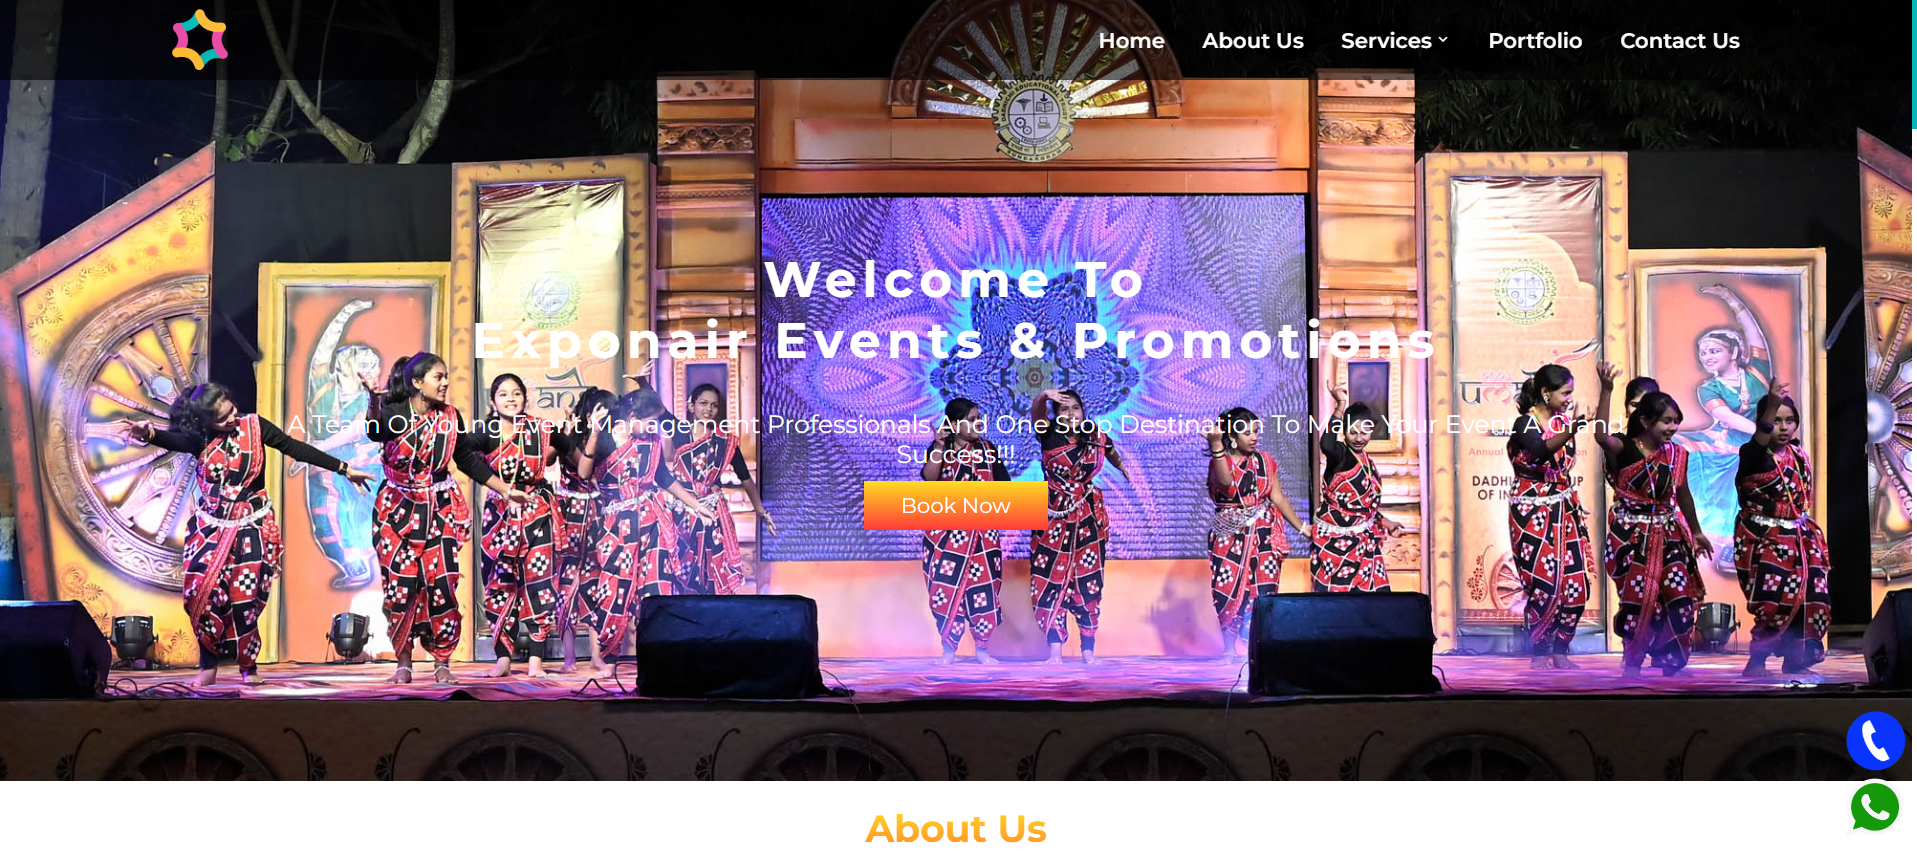 Home About Us Services Portfolio Contact Us
Welcome To
Exponair Events & Promotions
A Team Of Young Event Management Professionals And One Stop Destination To Make Your Event A Grand
Success!!!
Book Now
About Us